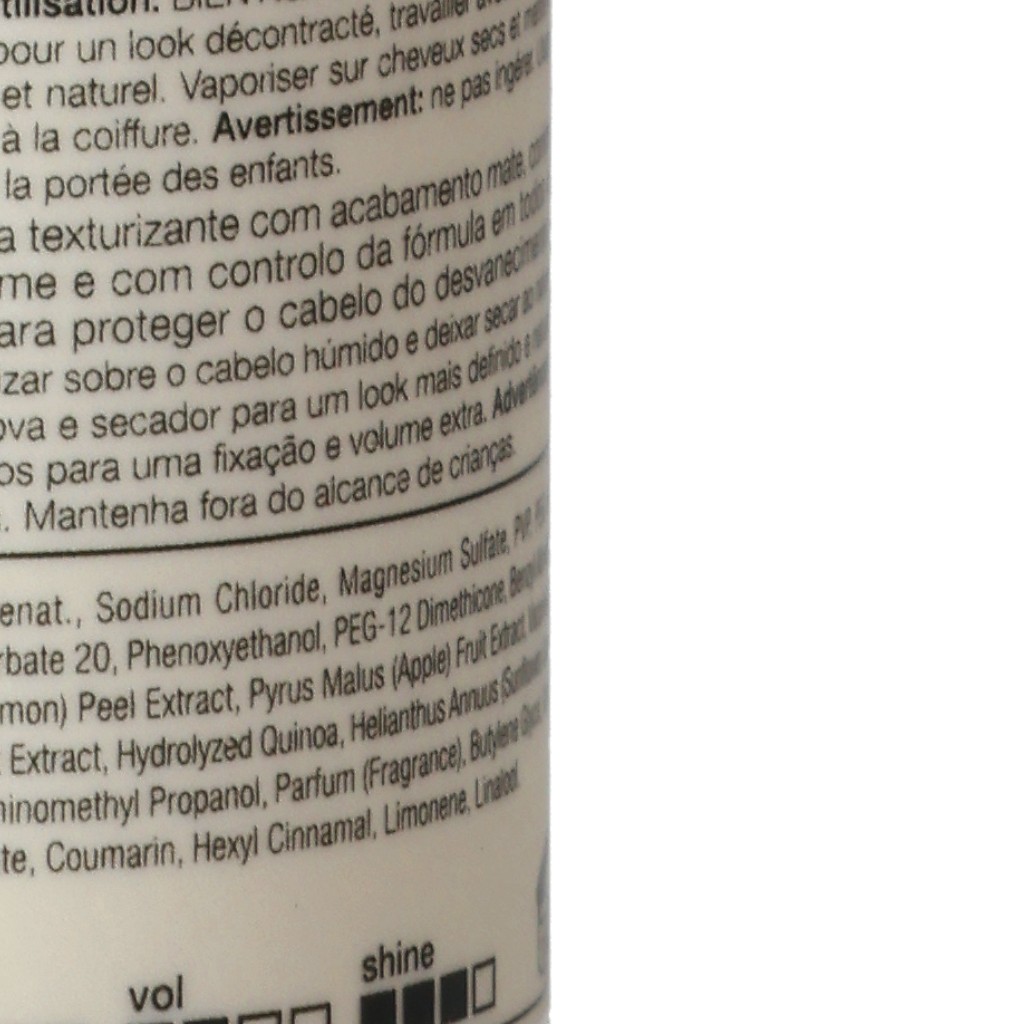 tilisation:
pour un look décontracté, travailler
et naturel. Vaporiser sur cheveux secs et
à la coiffure. Avertissement: ne pas ingérer.
la portée des enfants.
a texturizante com acabamento mate,
me e com controlo da fórmula em
ara proteger o cabelo do
zar sobre o cabelo húmido e deixar secar ao
ova e secador para um look mais definido e
os para uma fixação e volume extra.
. Mantenha fora do alcance de crianças.
enat., Sodium Chloride, Magnesium Sulfate, PVP,
rbate 20, Phenoxyethanol, PEG-12 Dimethicone,
mon) Peel Extract, Pyrus Malus (Apple) Fruit Extract,
Extract, Hydrolyzed Quinoa, Helianthus Annuus
inomethyl Propanol, Parfum (Fragrance), Butylene
te, Coumarin, Hexyl Cinnamal, Limonene, Linalool.
shine
vol